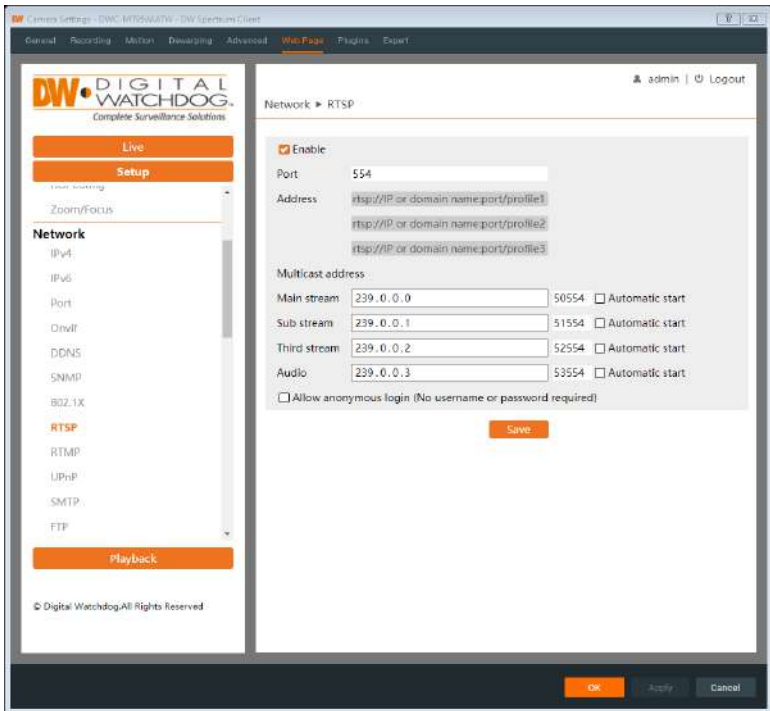 DW Camera Settings - DWC-MTI5WiATW - DW Spectrum Client
General Recording Motion Dewarping Advanced Web Page Plugins Expert
DW DIGITAL
WATCHDOG.
Complete Surveillance Solutions
admin | Logout
Network ▸ RTSP
Live
Setup
Zoom/Focus
Network
IPv4
IPv6
Port
Onvif
DDNS
SNMP
802.1X
RTSP
RTMP
UPnP
SMTP
FTP
Playback
© Digital Watchdog.All Rights Reserved
Enable
Port 554
Address rtsp://IP or domain name:port/profile1
rtsp://IP or domain name:port/profile2
rtsp://IP or domain name:port/profile3
Multicast address
Main stream 239.0.0.0 50554 Automatic start
Sub stream 239.0.0.1 51554 Automatic start
Third stream 239.0.0.2 52554 Automatic start
Audio 239.0.0.3 53554 Automatic start
Allow anonymous login (No username or password required)
Save
OK Apply Cancel